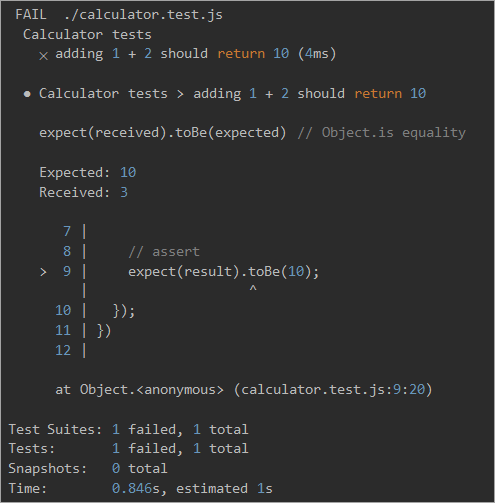 FAIL ./calculator.test.js
Calculator tests
× adding 1 + 2 should return 10 (4ms)
● Calculator tests > adding 1 + 2 should return 10
expect(received).toBe(expected) // Object.is equality
Expected: 10
Received: 3
7 |
8 | // assert
> 9 | expect(result).toBe(10);
| ^
10 | });
11 | })
12 |
at Object.<anonymous> (calculator.test.js:9:20)
Test Suites: 1 failed, 1 total
Tests: 1 failed, 1 total
Snapshots: 0 total
Time: 0.846s, estimated 1s